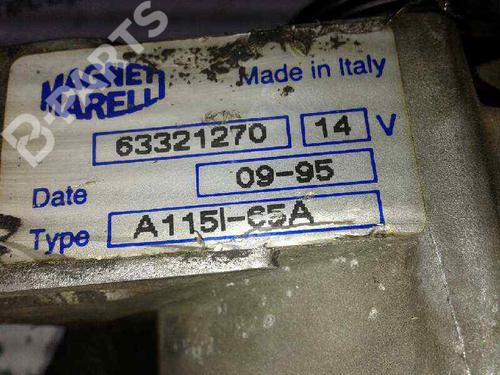 MAGNETI
MARELLI
Made in Italy
63321270 14 V
Date 09-95
Type A115I-65A
B-PARTS